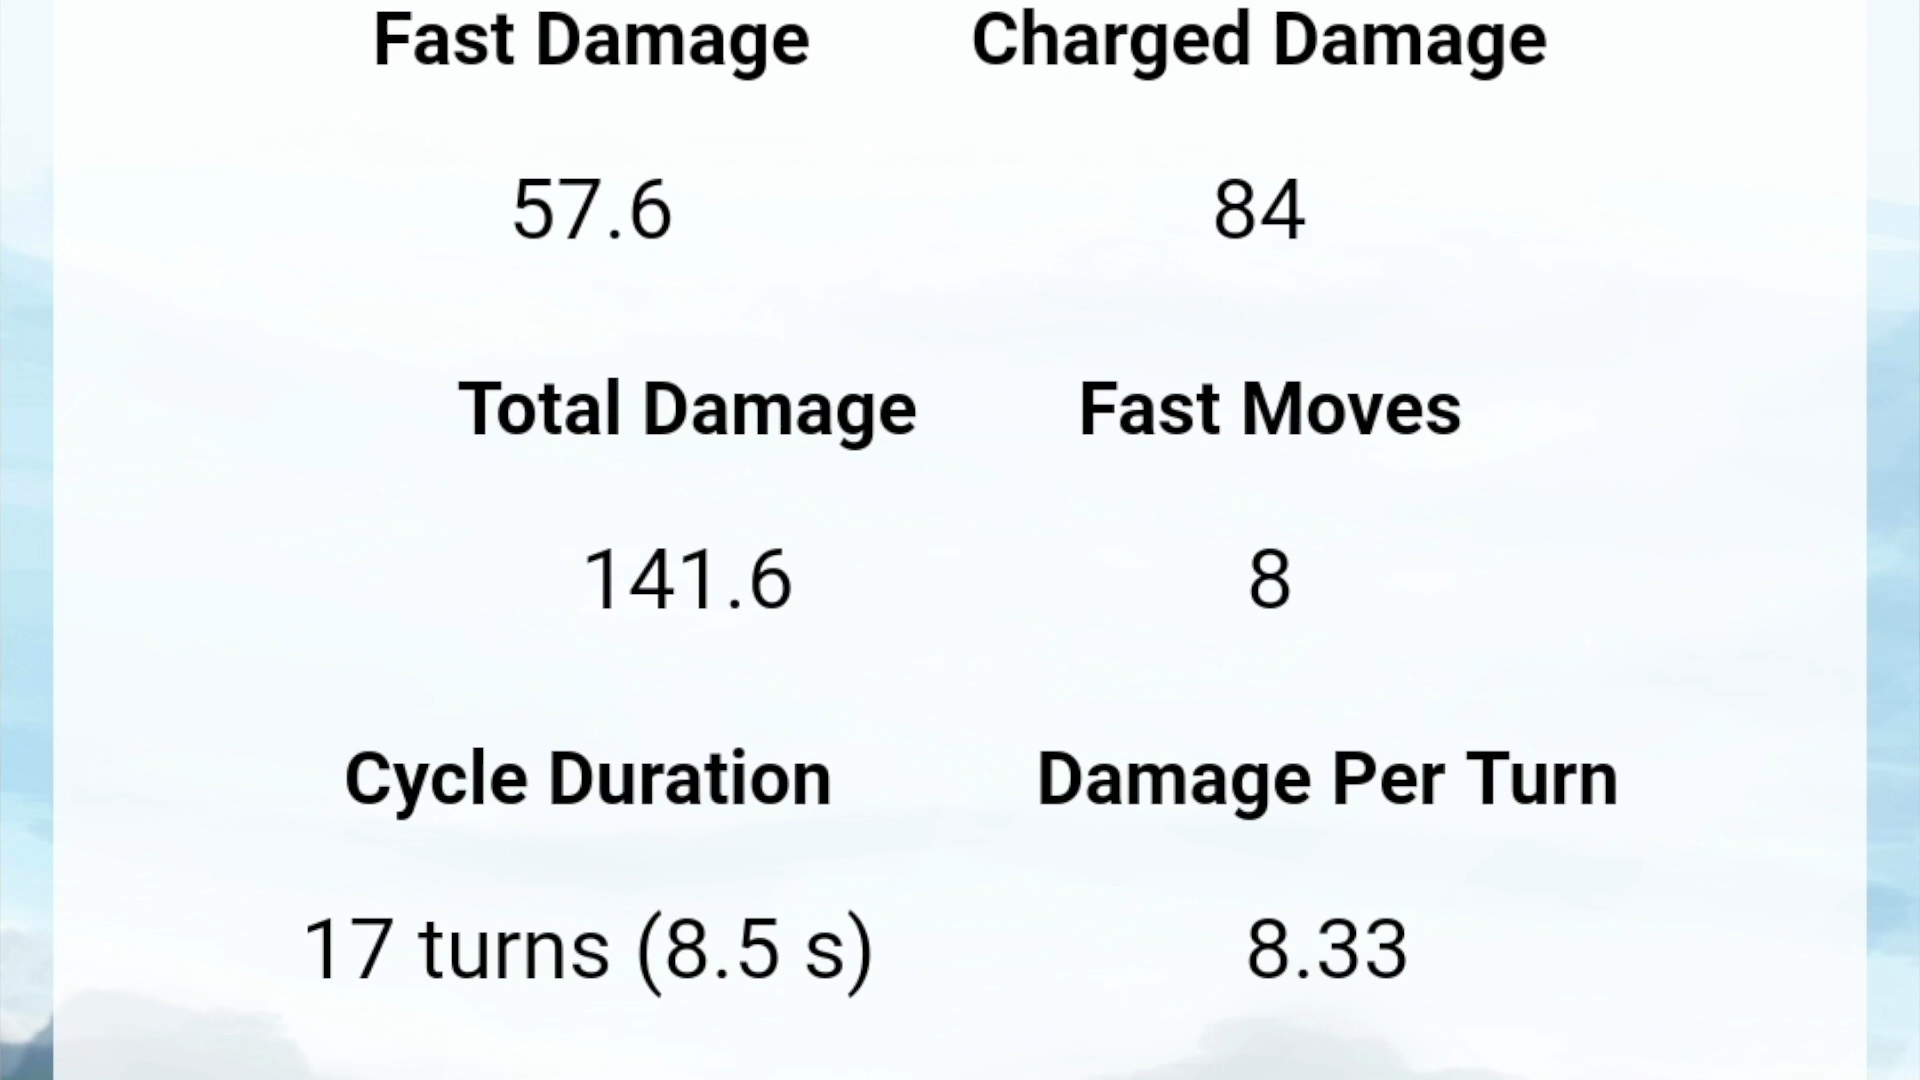 Fast Damage Charged Damage
57.6 84
Total Damage Fast Moves
141.6 8
Cycle Duration Damage Per Turn
17 turns (8.5 s) 8.33